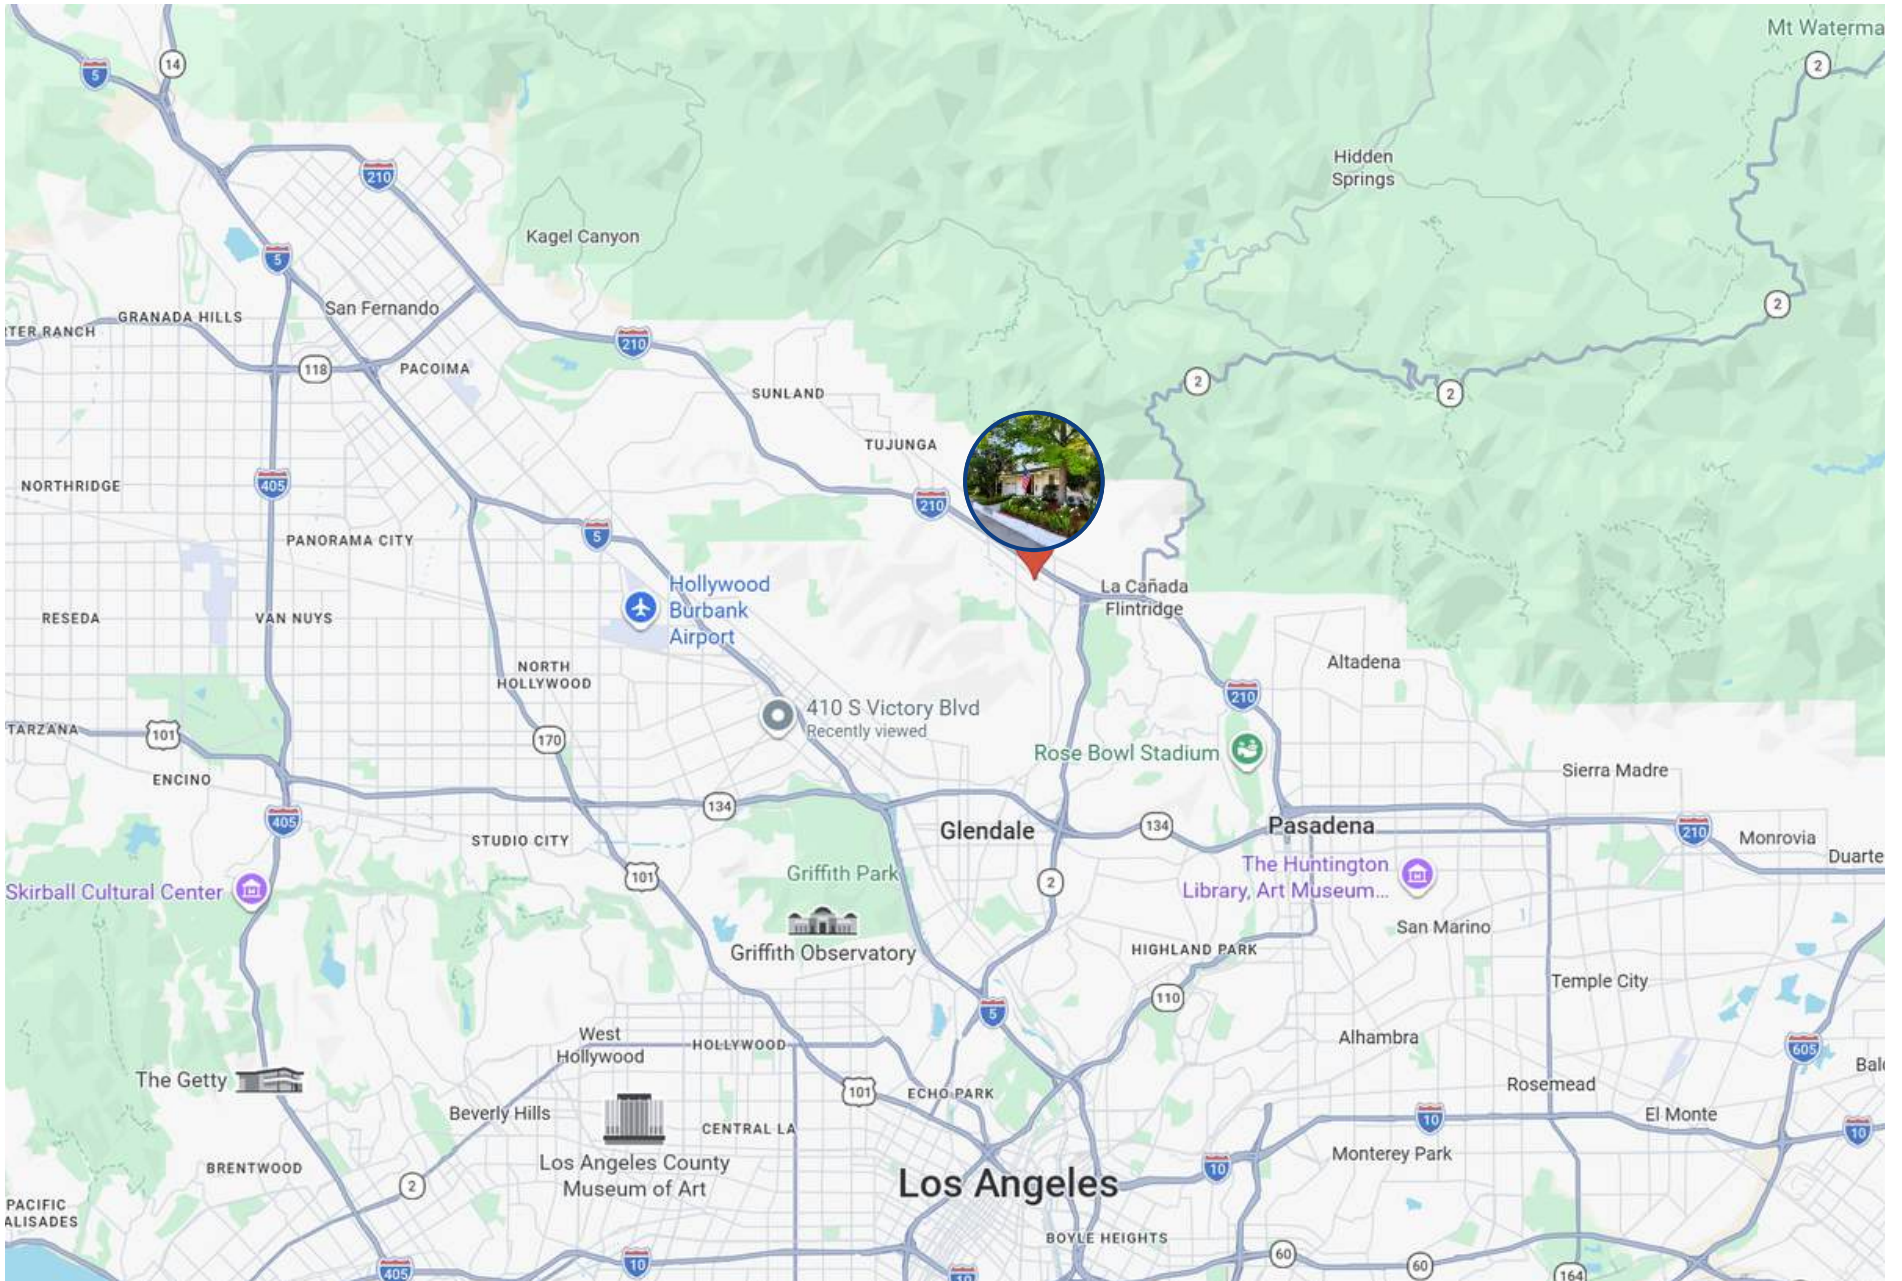 Mt Waterma
5
14
2
210
Hidden
Springs
Kagel Canyon
5
2
San Fernando
GRANADA HILLS
TER RANCH
210
118
PACOIMA
2
SUNLAND
2
TUJUNGA
405
NORTHRIDGE
210
5
PANORAMA CITY
Hollywood
Burbank
Airport
La Cañada
Flintridge
RESEDA
VAN NUYS
NORTH
HOLLYWOOD
Altadena
210
410 S Victory Blvd
Recently viewed
TARZANA
101
170
Rose Bowl Stadium
Sierra Madre
ENCINO
405
134
STUDIO CITY
Glendale
134
Pasadena
210
Monrovia
Duarte
Griffith Park
101
2
The Huntington
Library, Art Museum...
Skirball Cultural Center
San Marino
Griffith Observatory
HIGHLAND PARK
Temple City
110
5
West
Hollywood
HOLLYWOOD
Alhambra
605
Bal
The Getty
101
ECHO PARK
Rosemead
Beverly Hills
CENTRAL LA
10
El Monte
10
Los Angeles County
Museum of Art
BRENTWOOD
10
Monterey Park
2
Los Angeles
PACIFIC
ALISADES
BOYLE HEIGHTS
10
60
60
405
10
164